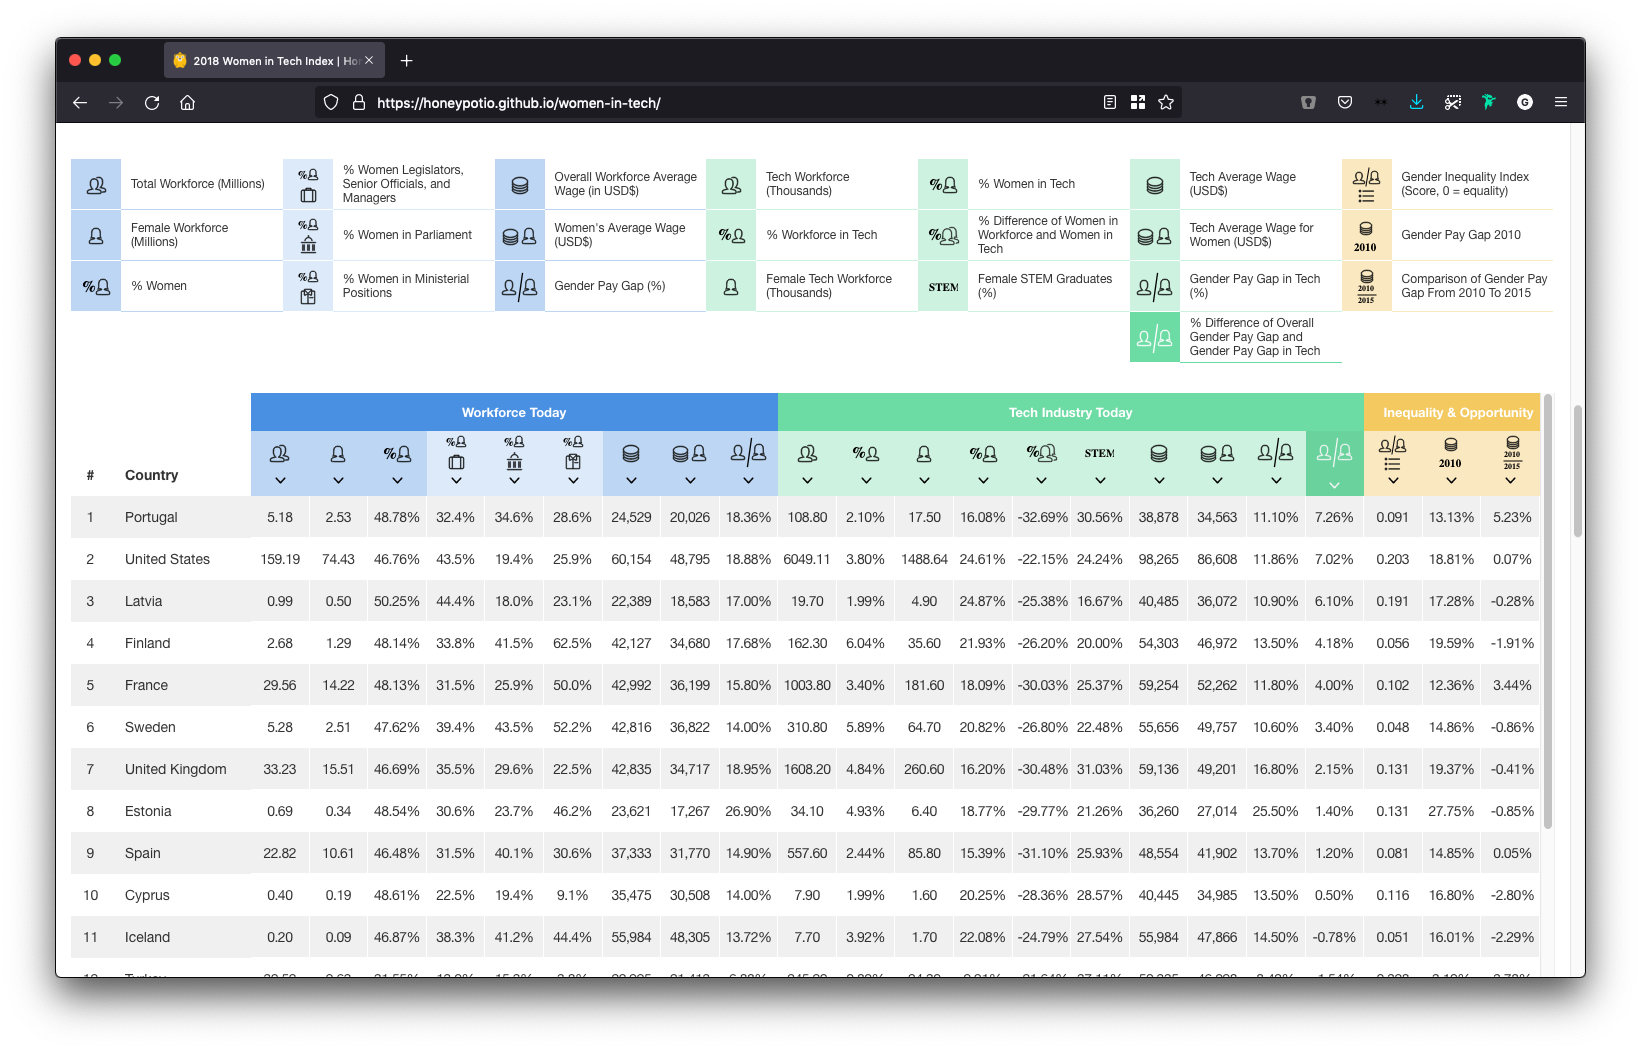 2018 Women in Tech Index | Ho
https://honeypotio.github.io/women-in-tech/
Total Workforce (Millions)
Female Workforce
(Millions)
%
% Women
%
% Women Legislators,
Senior Officials, and
Managers
%
% Women in Parliament
%
% Women in Ministerial
Positions
Overall Workforce Average
Wage (in USD$)
Women's Average Wage
(USD$)
Gender Pay Gap (%)
Tech Workforce
(Thousands)
%
% Workforce in Tech
Female Tech Workforce
(Thousands)
%
% Women in Tech
%
% Difference of Women in
Workforce and Women in
Tech
STEM
Female STEM Graduates
(%)
Tech Average Wage
(USD$)
Tech Average Wage for
Women (USD$)
Gender Pay Gap in Tech
(%)
% Difference of Overall
Gender Pay Gap and
Gender Pay Gap in Tech
Gender Inequality Index
(Score, 0 = equality)
2010
Gender Pay Gap 2010
2010
2015
Comparison of Gender Pay
Gap From 2010 To 2015
Workforce Today Tech Industry Today Inequality & Opportunity
# Country % % % % % % % STEM 2010 2010 2015
1 Portugal 5.18 2.53 48.78% 32.4% 34.6% 28.6% 24,529 20,026 18.36% 108.80 2.10% 17.50 16.08% -32.69% 30.56% 38,878 34,563 11.10% 7.26% 0.091 13.13% 5.23%
2 United States 159.19 74.43 46.76% 43.5% 19.4% 25.9% 60,154 48,795 18.88% 6049.11 3.80% 1488.64 24.61% -22.15% 24.24% 98,265 86,608 11.86% 7.02% 0.203 18.81% 0.07%
3 Latvia 0.99 0.50 50.25% 44.4% 18.0% 23.1% 22,389 18,583 17.00% 19.70 1.99% 4.90 24.87% -25.38% 16.67% 40,485 36,072 10.90% 6.10% 0.191 17.28% -0.28%
4 Finland 2.68 1.29 48.14% 33.8% 41.5% 62.5% 42,127 34,680 17.68% 162.30 6.04% 35.60 21.93% -26.20% 20.00% 54,303 46,972 13.50% 4.18% 0.056 19.59% -1.91%
5 France 29.56 14.22 48.13% 31.5% 25.9% 50.0% 42,992 36,199 15.80% 1003.80 3.40% 181.60 18.09% -30.03% 25.37% 59,254 52,262 11.80% 4.00% 0.102 12.36% 3.44%
6 Sweden 5.28 2.51 47.62% 39.4% 43.5% 52.2% 42,816 36,822 14.00% 310.80 5.89% 64.70 20.82% -26.80% 22.48% 55,656 49,757 10.60% 3.40% 0.048 14.86% -0.86%
7 United Kingdom 33.23 15.51 46.69% 35.5% 29.6% 22.5% 42,835 34,717 18.95% 1608.20 4.84% 260.60 16.20% -30.48% 31.03% 59,136 49,201 16.80% 2.15% 0.131 19.37% -0.41%
8 Estonia 0.69 0.34 48.54% 30.6% 23.7% 46.2% 23,621 17,267 26.90% 34.10 4.93% 6.40 18.77% -29.77% 21.26% 36,260 27,014 25.50% 1.40% 0.131 27.75% -0.85%
9 Spain 22.82 10.61 46.48% 31.5% 40.1% 30.6% 37,333 31,770 14.90% 557.60 2.44% 85.80 15.39% -31.10% 25.93% 48,554 41,902 13.70% 1.20% 0.081 14.85% 0.05%
10 Cyprus 0.40 0.19 48.61% 22.5% 19.4% 9.1% 35,475 30,508 14.00% 7.90 1.99% 1.60 20.25% -28.36% 28.57% 40,445 34,985 13.50% 0.50% 0.116 16.80% -2.80%
11 Iceland 0.20 0.09 46.87% 38.3% 41.2% 44.4% 55,984 48,305 13.72% 7.70 3.92% 1.70 22.08% -24.79% 27.54% 55,984 47,866 14.50% -0.78% 0.051 16.01% -2.29%